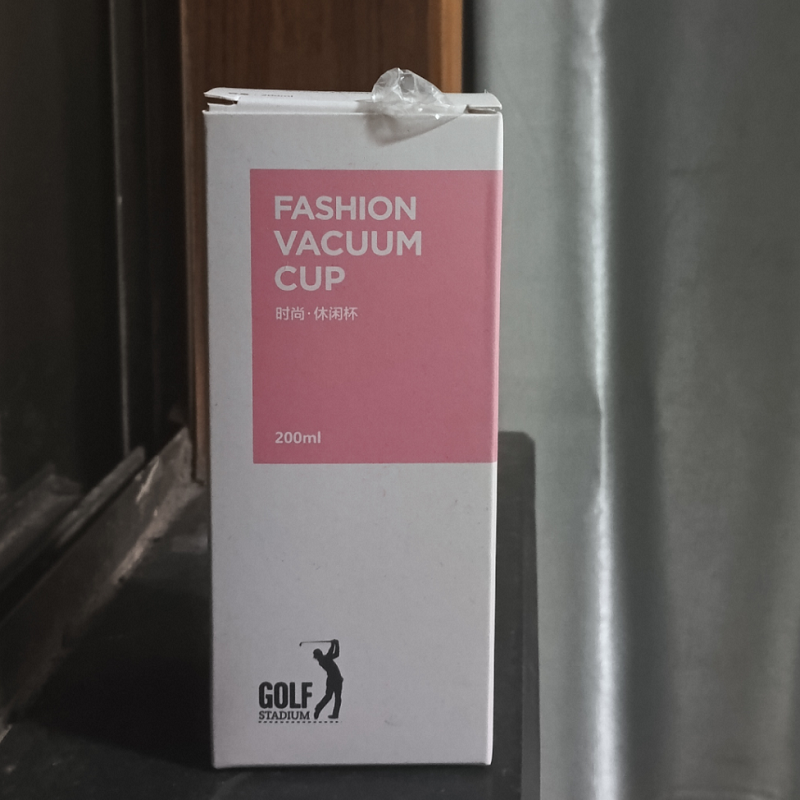 FASHION
VACUUM
CUP
时尚·休闲杯
200ml
GOLF
STADIUM